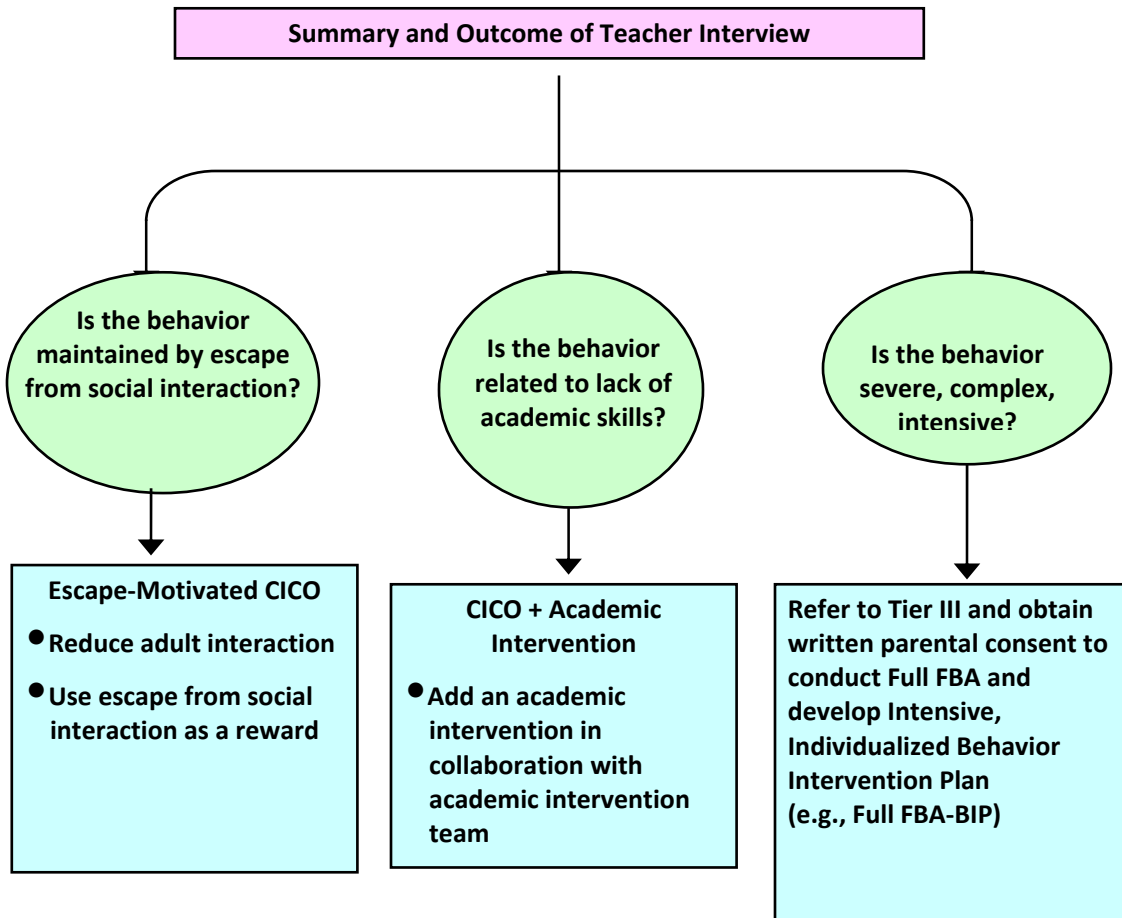 Summary and Outcome of Teacher Interview
Is the behavior
maintained by escape
from social interaction?
Is the behavior
related to lack of
academic skills?
Is the behavior
severe, complex,
intensive?
Escape-Motivated CICO
● Reduce adult interaction
● Use escape from social
interaction as a reward
CICO + Academic
Intervention
● Add an academic
intervention in
collaboration with
academic intervention
team
Refer to Tier III and obtain
written parental consent to
conduct Full FBA and
develop Intensive,
Individualized Behavior
Intervention Plan
(e.g., Full FBA-BIP)